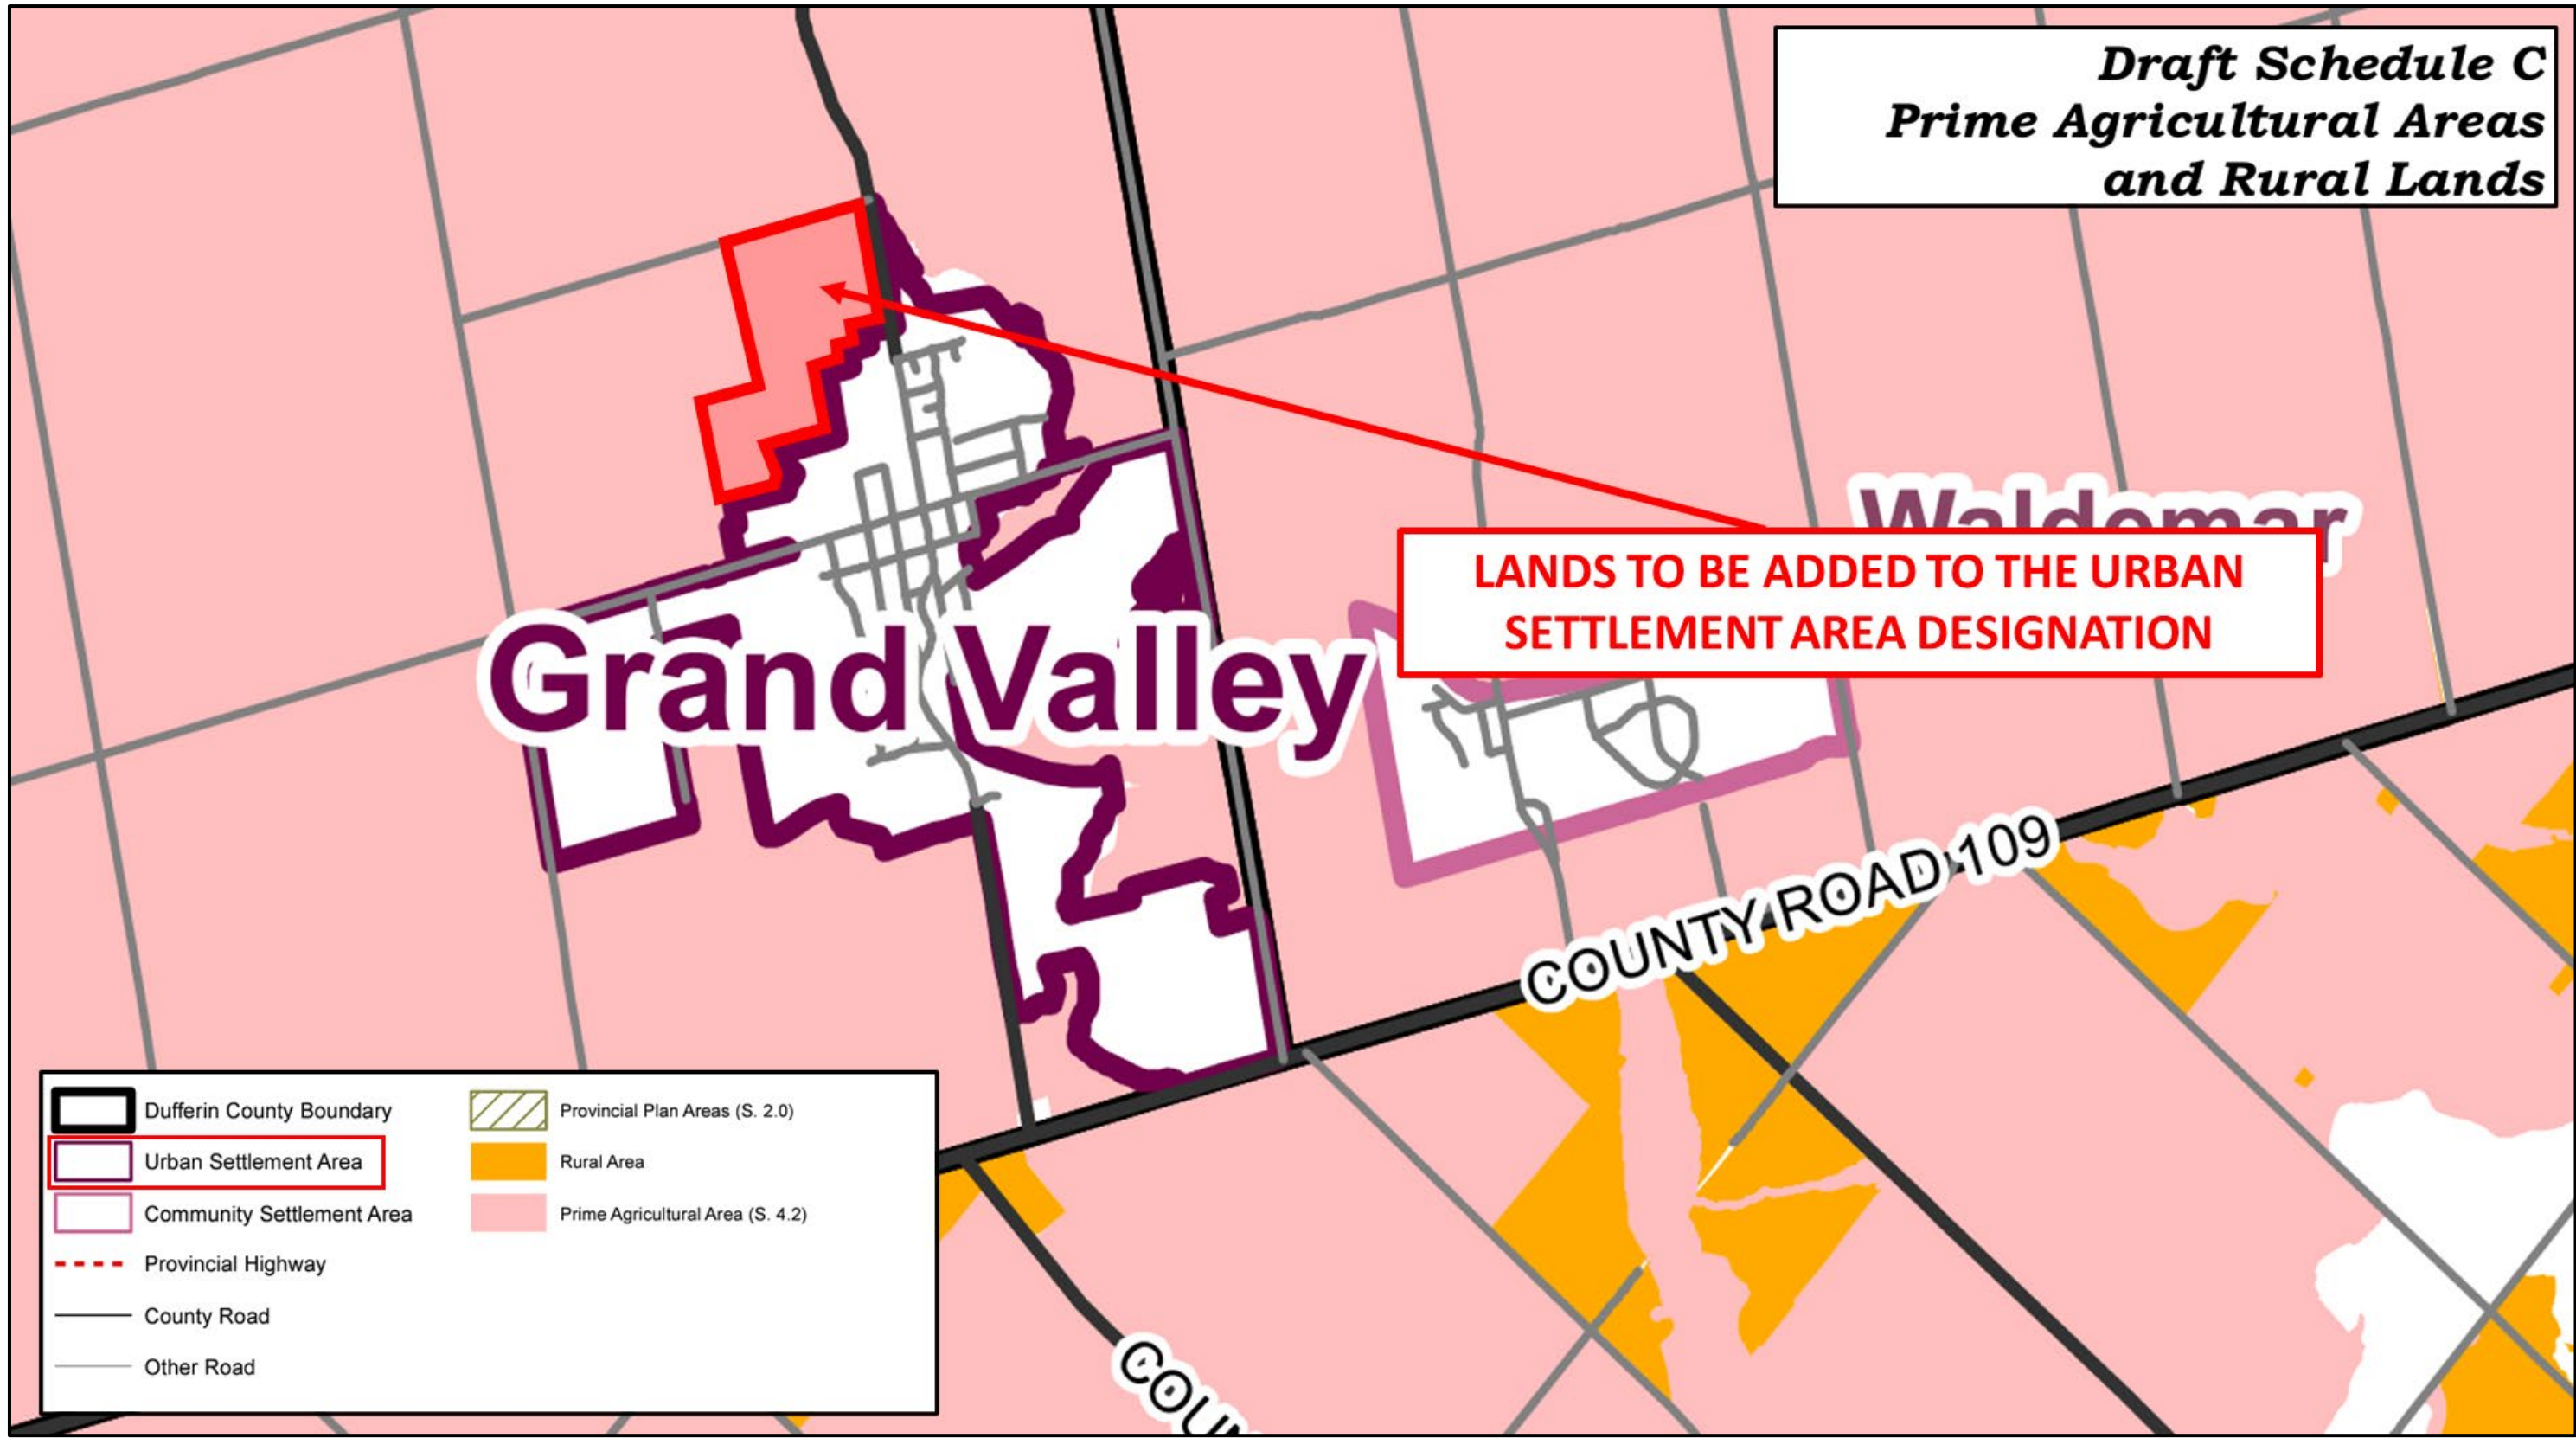 Draft Schedule C
Prime Agricultural Areas
and Rural Lands
Waldemar
LANDS TO BE ADDED TO THE URBAN
SETTLEMENT AREA DESIGNATION
Grand Valley
COUNTY ROAD 109
Dufferin County Boundary
Urban Settlement Area
Community Settlement Area
Provincial Highway
County Road
Other Road
Provincial Plan Areas (S. 2.0)
Rural Area
Prime Agricultural Area (S. 4.2)